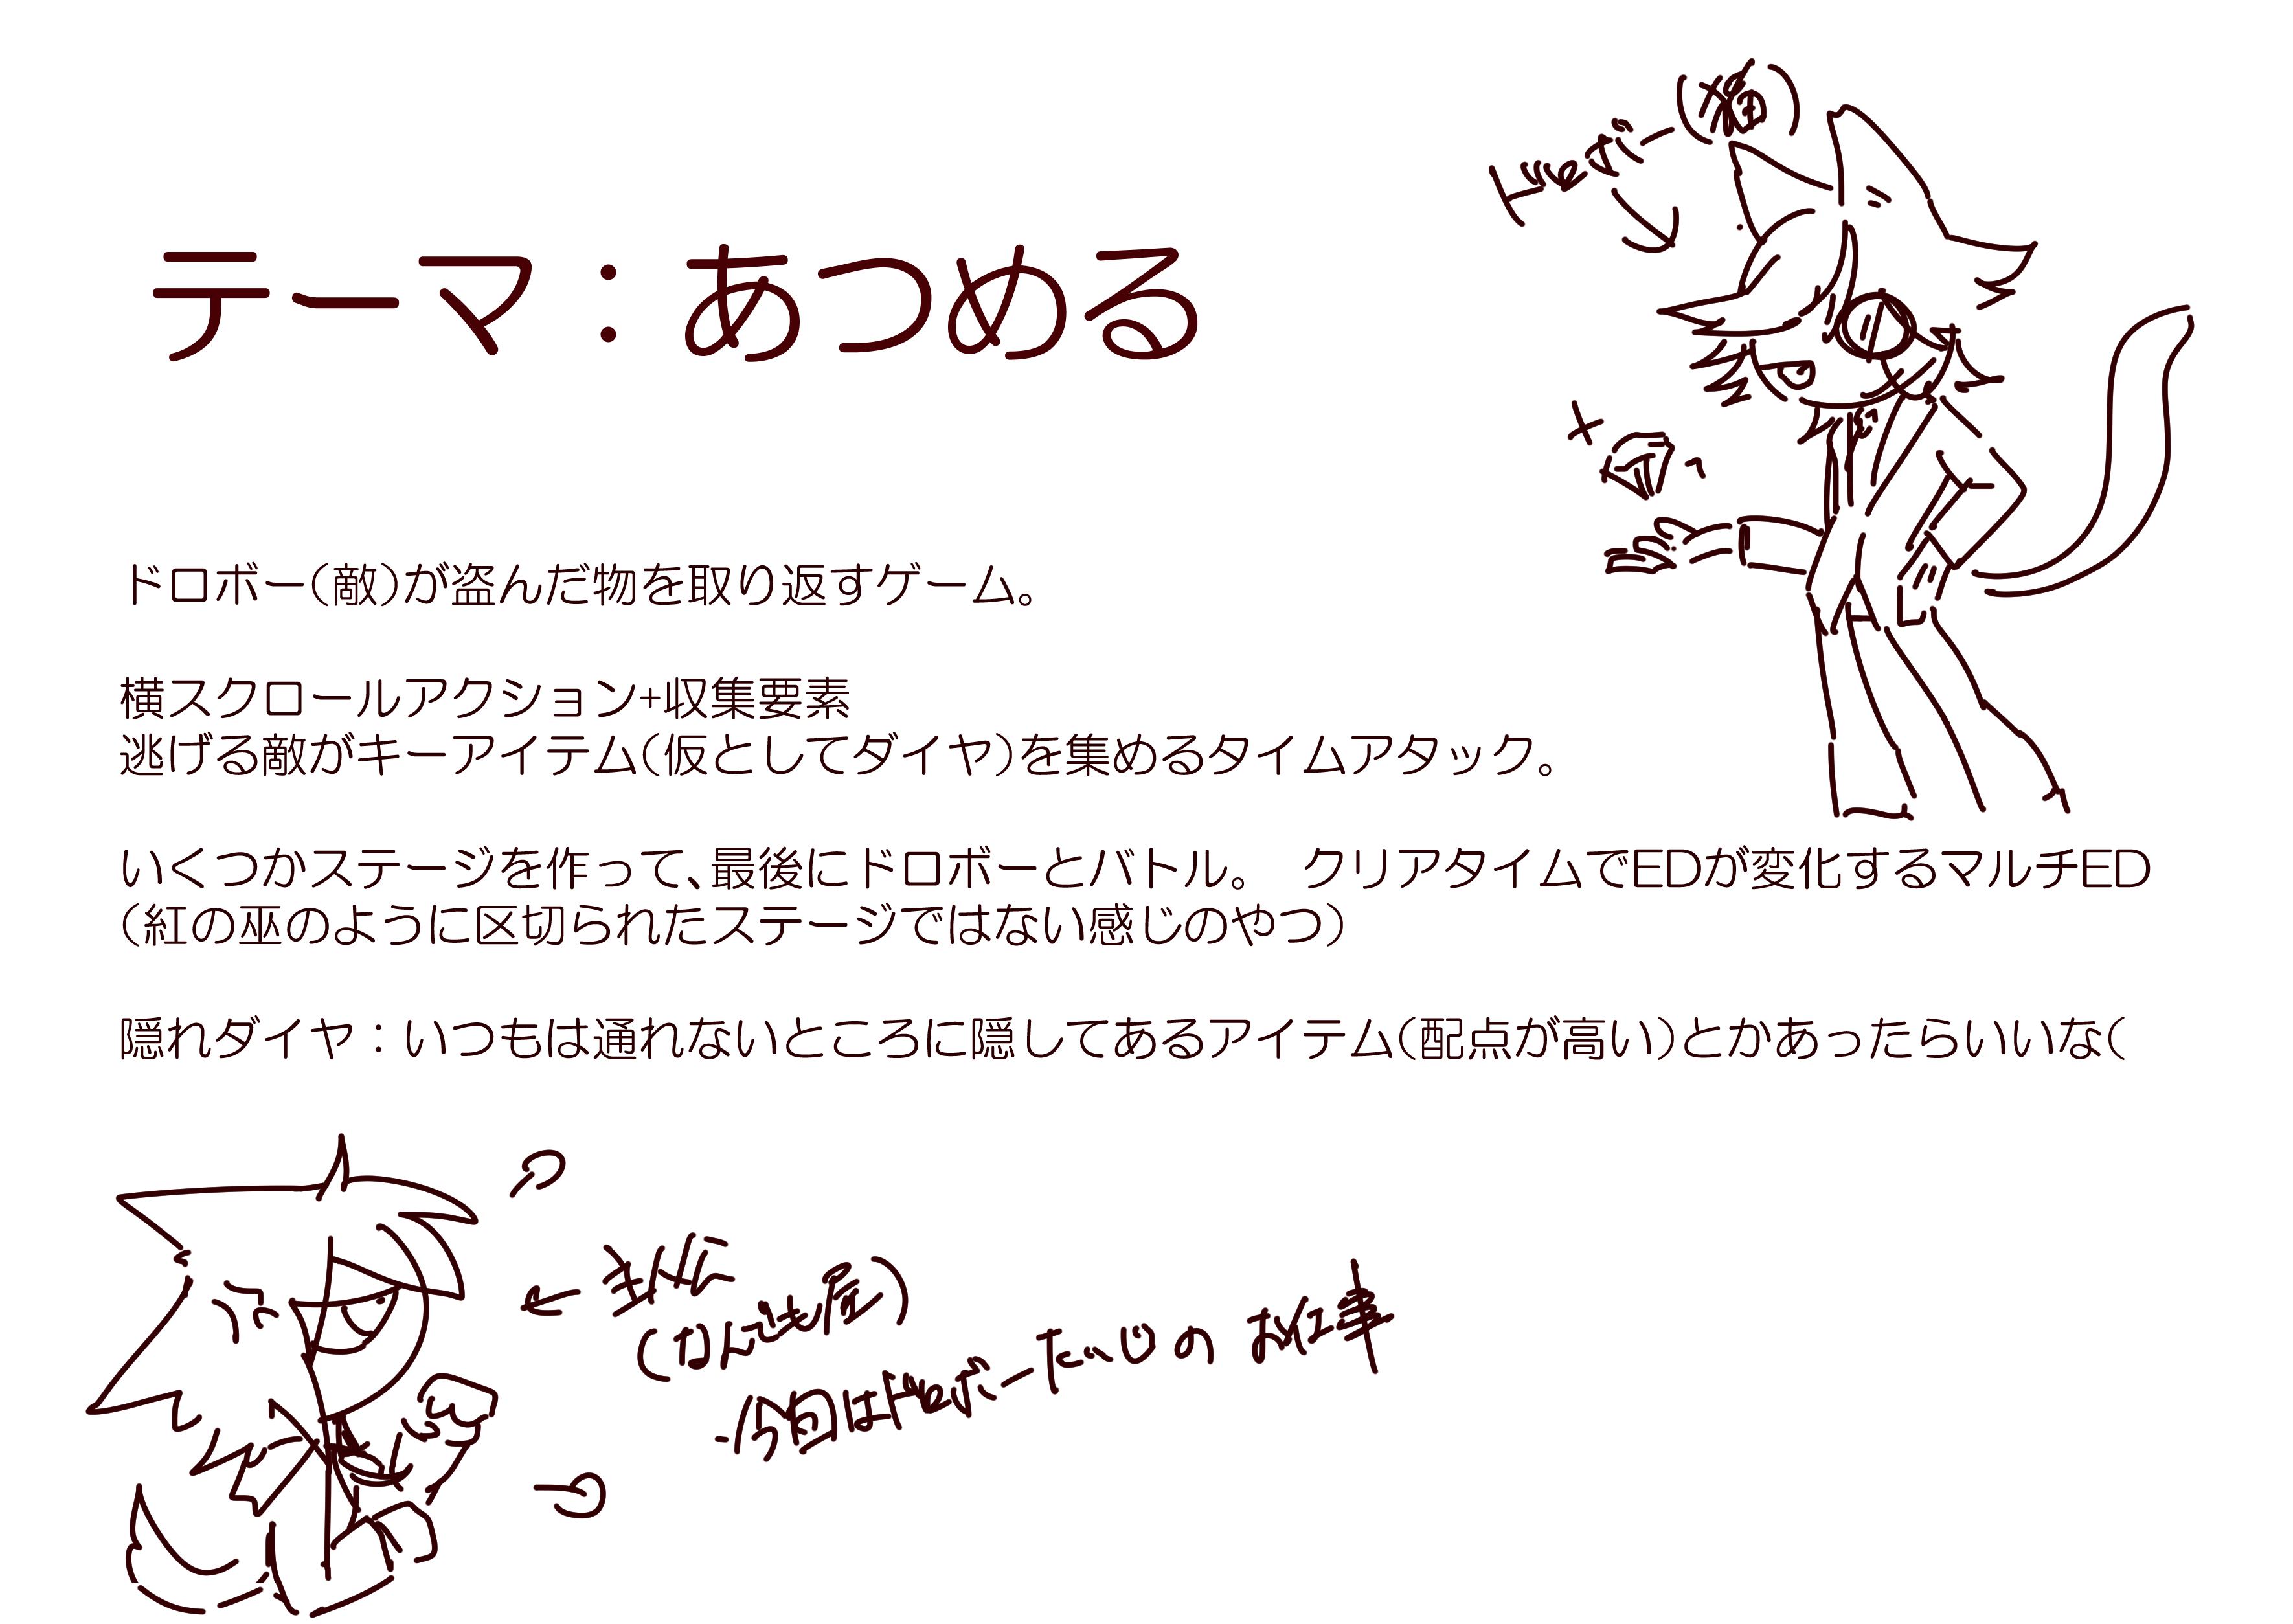 ドロボー(猫)
テーマ：あつめる
ドロボー(敵)が盗んだ物を取り返すゲーム。
横スクロールアクション+収集要素
逃げる敵がキーアイテム(仮としてダイヤ)を集めるタイムアタック。
いくつかステージを作って、最後にドロボーとバトル。　クリアタイムでEDが変化するマルチED
(紅の巫のように区切られたステージではない感じのやつ)
隠れダイヤ：いつもは通れないところに隠してあるアイテム(配点が高い)とかあったらいいな(
← 主人公
(なんでも屋)
-今回はドロボーたいじのお仕事